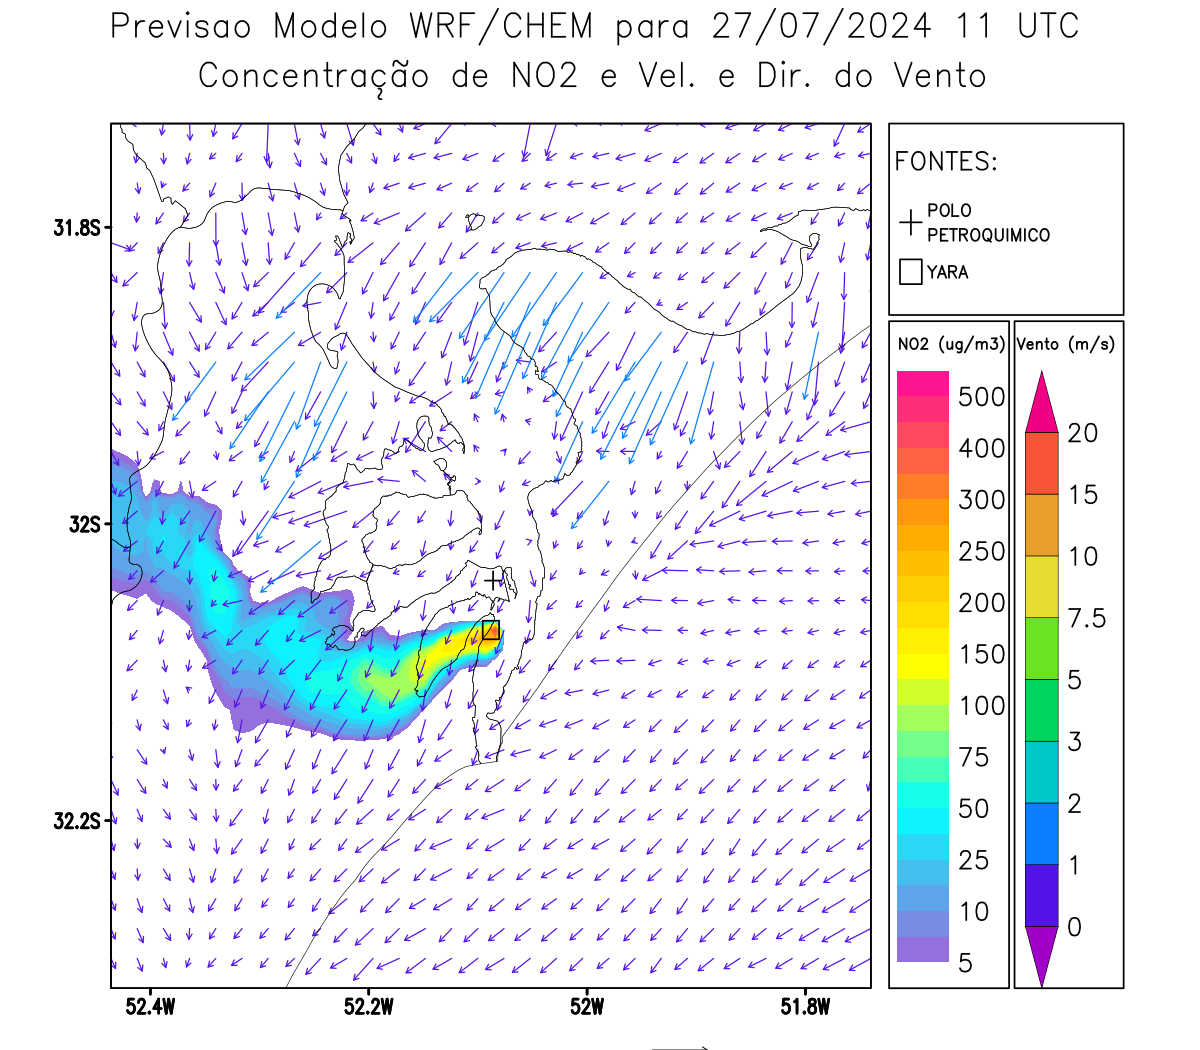 Previsao Modelo WRF/CHEM para 27/07/2024 11 UTC
Concentração de NO2 e Vel. e Dir. do Vento
FONTES:
POLO
PETROQUIMICO
YARA
31.8S
32S
32.2S
52.4W
52.2W
52W
51.8W
NO2 (ug/m3)
500
400
300
250
200
150
100
75
50
25
10
5
Vento (m/s)
20
15
10
7.5
5
3
2
1
0